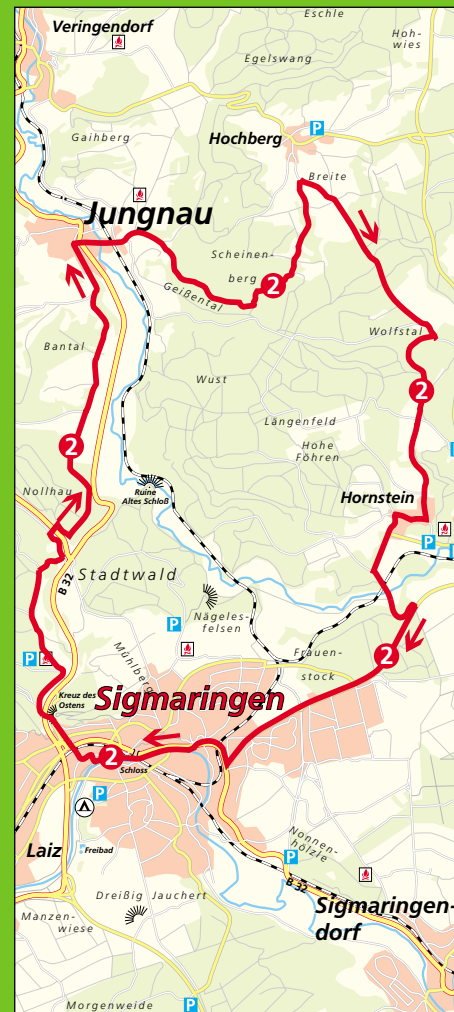 Eschle
Veringendorf
Hoh-
wies
Egelswang
P
Gaihberg
Hochberg
Breite
Jungnau
Scheinen-
berg
2
Geißental
Wolfstal
Bantal
Wust
2
Längenfeld
Hohe
Föhren
2
Nollhau
Ruine
Altes Schloß
Hornstein
P
B 32
Stadtwald
Nägeles-
felsen
P
Mühlberg
Frauen-
stock
2
P
Kreuz des
Ostens
Sigmaringen
2
Schloss
P
Laiz
Freibad
Nonnen-
hölzle
P
B 32
Dreißig Jauchert
Manzen-
wiese
Sigmaringen-
dorf
Morgenweide
P